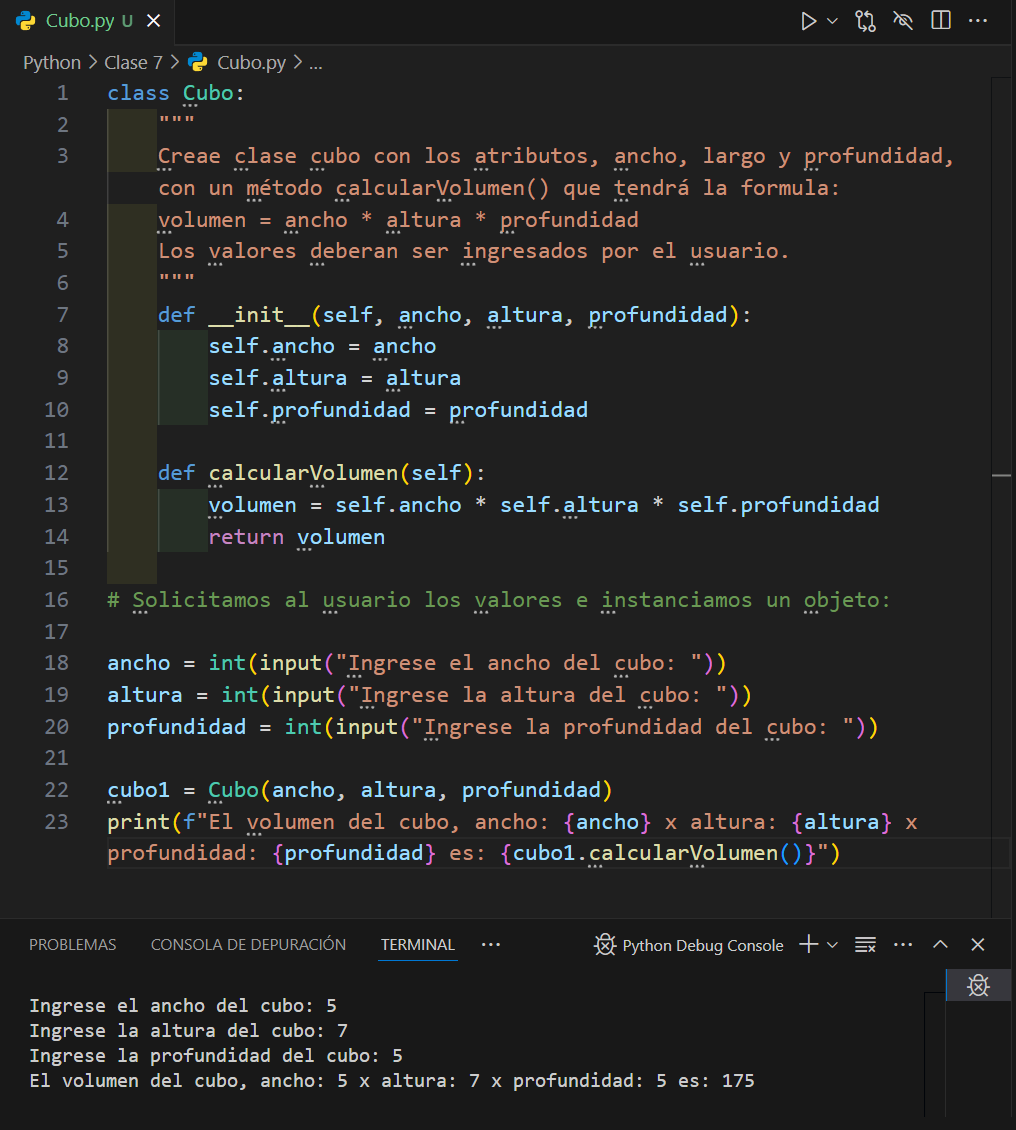 Cubo.py U
Python > Clase 7 > Cubo.py > ...
1 class Cubo:
2 """
3 Creae clase cubo con los atributos, ancho, largo y profundidad,
con un método calcularVolumen() que tendrá la formula:
4 volumen = ancho * altura * profundidad
5 Los valores deberan ser ingresados por el usuario.
6 """
7 def __init__(self, ancho, altura, profundidad):
8 self.ancho = ancho
9 self.altura = altura
10 self.profundidad = profundidad
11
12 def calcularVolumen(self):
13 volumen = self.ancho * self.altura * self.profundidad
14 return volumen
15
16 # Solicitamos al usuario los valores e instanciamos un objeto:
17
18 ancho = int(input("Ingrese el ancho del cubo: "))
19 altura = int(input("Ingrese la altura del cubo: "))
20 profundidad = int(input("Ingrese la profundidad del cubo: "))
21
22 cubo1 = Cubo(ancho, altura, profundidad)
23 print(f"El volumen del cubo, ancho: {ancho} x altura: {altura} x
profundidad: {profundidad} es: {cubo1.calcularVolumen()}")
PROBLEMAS CONSOLA DE DEPURACIÓN TERMINAL ... Python Debug Console
Ingrese el ancho del cubo: 5
Ingrese la altura del cubo: 7
Ingrese la profundidad del cubo: 5
El volumen del cubo, ancho: 5 x altura: 7 x profundidad: 5 es: 175